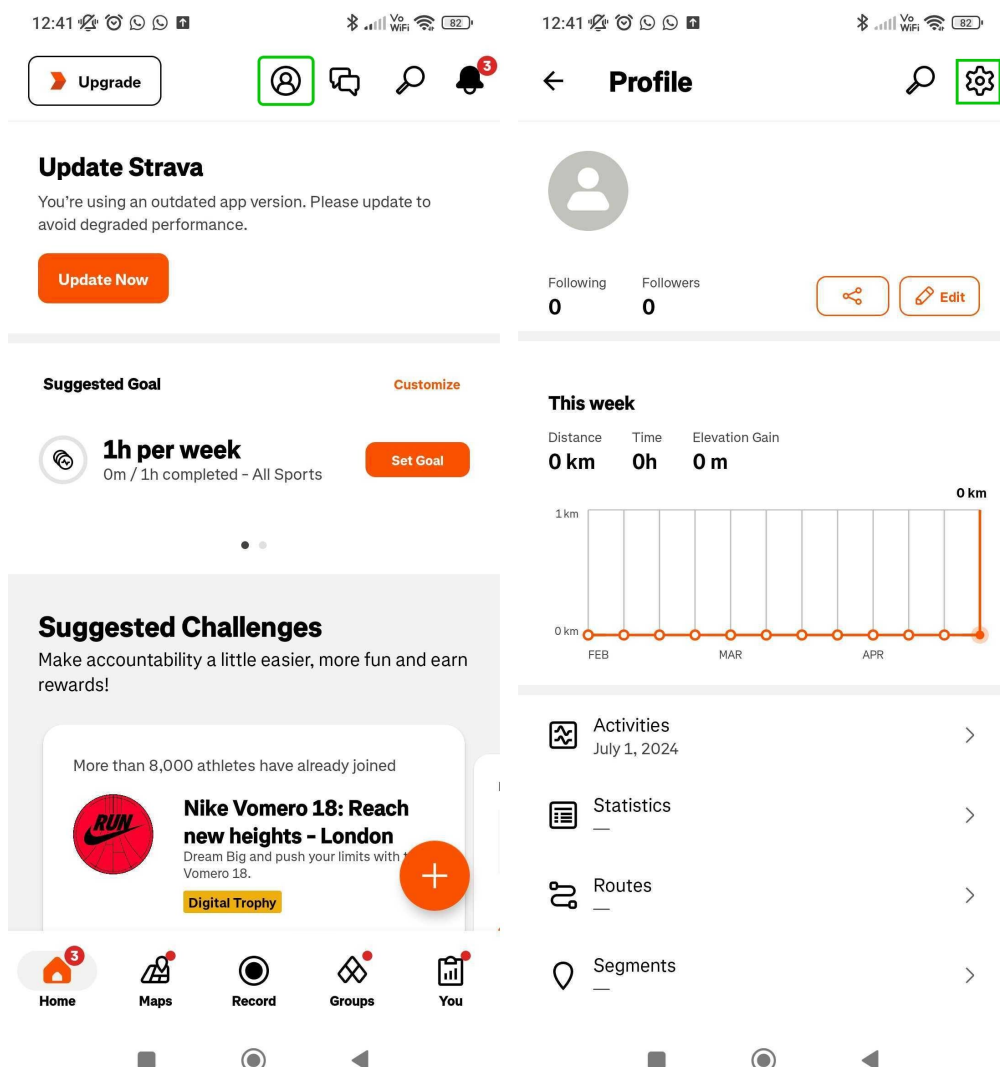 12:41
Vo
WiFi
82
Upgrade
3
Update Strava
You're using an outdated app version. Please update to
avoid degraded performance.
Update Now
Suggested Goal
Customize
1h per week
0m / 1h completed – All Sports
Set Goal
Suggested Challenges
Make accountability a little easier, more fun and earn
rewards!
More than 8,000 athletes have already joined
RUN
Nike Vomero 18: Reach
new heights – London
Dream Big and push your limits with
Vomero 18.
Digital Trophy
3
Home
Maps
Record
Groups
You
12:41
Vo
WiFi
82
Profile
Following
Followers
0
0
Edit
This week
Distance
Time
Elevation Gain
0 km
0h
0 m
0 km
1 km
0 km
FEB
MAR
APR
Activities
July 1, 2024
Statistics
—
Routes
—
Segments
—